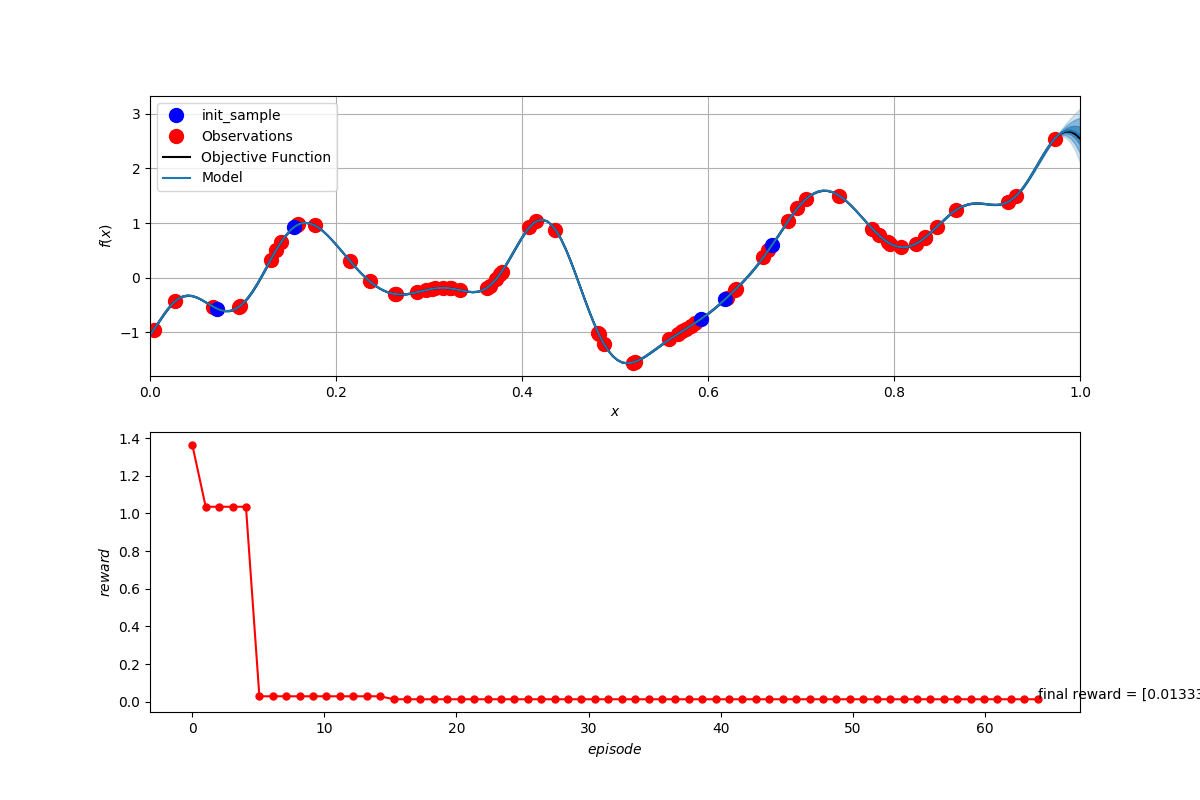 3
2
1
0
−1
f(x)
init_sample
Observations
Objective Function
Model
0.0 0.2 0.4 0.6 0.8 1.0
x
1.4
1.2
1.0
0.8
0.6
0.4
0.2
0.0
reward
final reward = [0.01333
0 10 20 30 40 50 60
episode